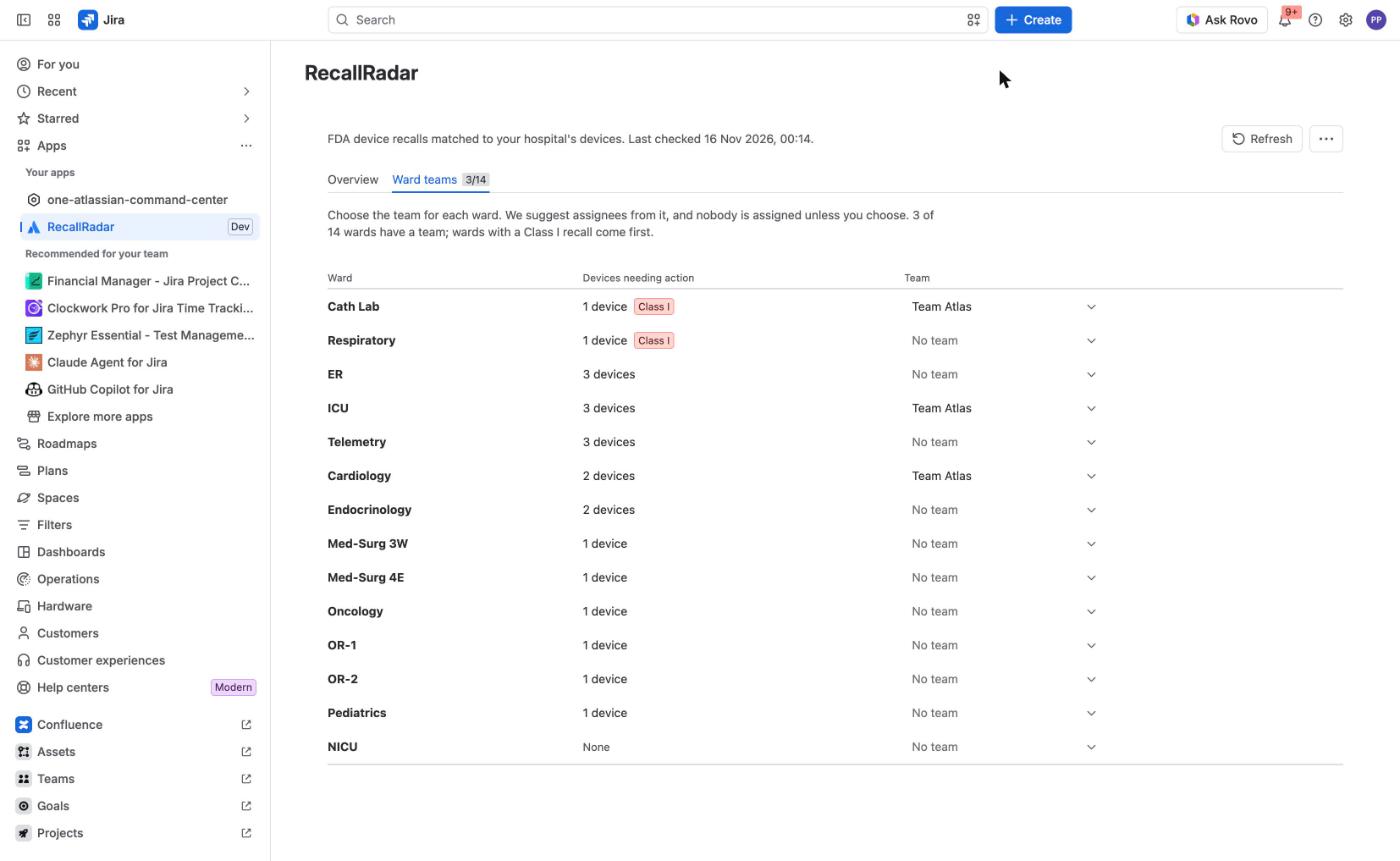 Jira
Search
Create
Ask Rovo
9+
PP
For you
Recent
Starred
Apps
Your apps
one-atlassian-command-center
RecallRadar
Dev
Recommended for your team
Financial Manager - Jira Project C...
Clockwork Pro for Jira Time Tracki...
Zephyr Essential - Test Manageme...
Claude Agent for Jira
GitHub Copilot for Jira
Explore more apps
Roadmaps
Plans
Spaces
Filters
Dashboards
Operations
Hardware
Customers
Customer experiences
Help centers
Modern
Confluence
Assets
Teams
Goals
Projects
RecallRadar
FDA device recalls matched to your hospital's devices. Last checked 16 Nov 2026, 00:14.
Refresh
Overview
Ward teams 3/14
Choose the team for each ward. We suggest assignees from it, and nobody is assigned unless you choose. 3 of
14 wards have a team; wards with a Class I recall come first.
Ward Devices needing action Team
Cath Lab 1 device Class I Team Atlas
Respiratory 1 device Class I No team
ER 3 devices No team
ICU 3 devices Team Atlas
Telemetry 3 devices No team
Cardiology 2 devices Team Atlas
Endocrinology 2 devices No team
Med-Surg 3W 1 device No team
Med-Surg 4E 1 device No team
Oncology 1 device No team
OR-1 1 device No team
OR-2 1 device No team
Pediatrics 1 device No team
NICU None No team